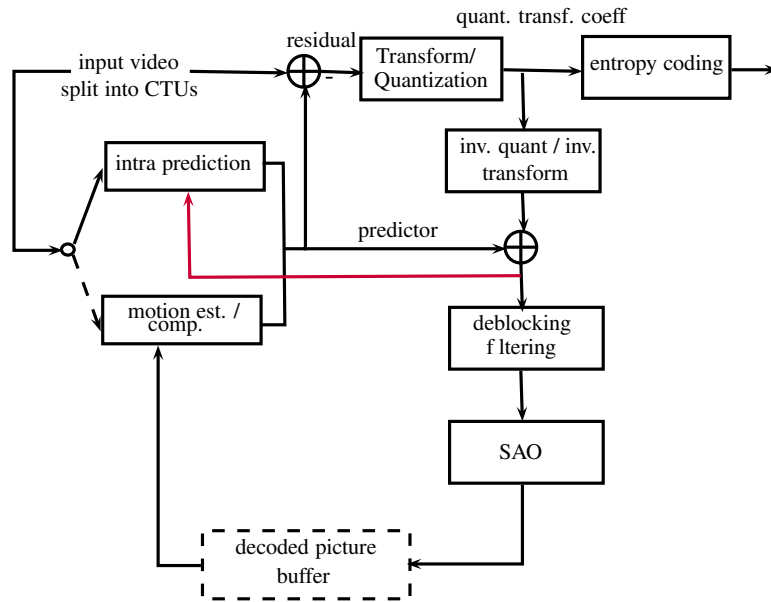 quant. transf. coeff
residual
input video
split into CTUs
-
Transform/
Quantization
entropy coding
inv. quant / inv.
transform
intra prediction
predictor
motion est. /
comp.
deblocking
f ltering
SAO
decoded picture
buffer